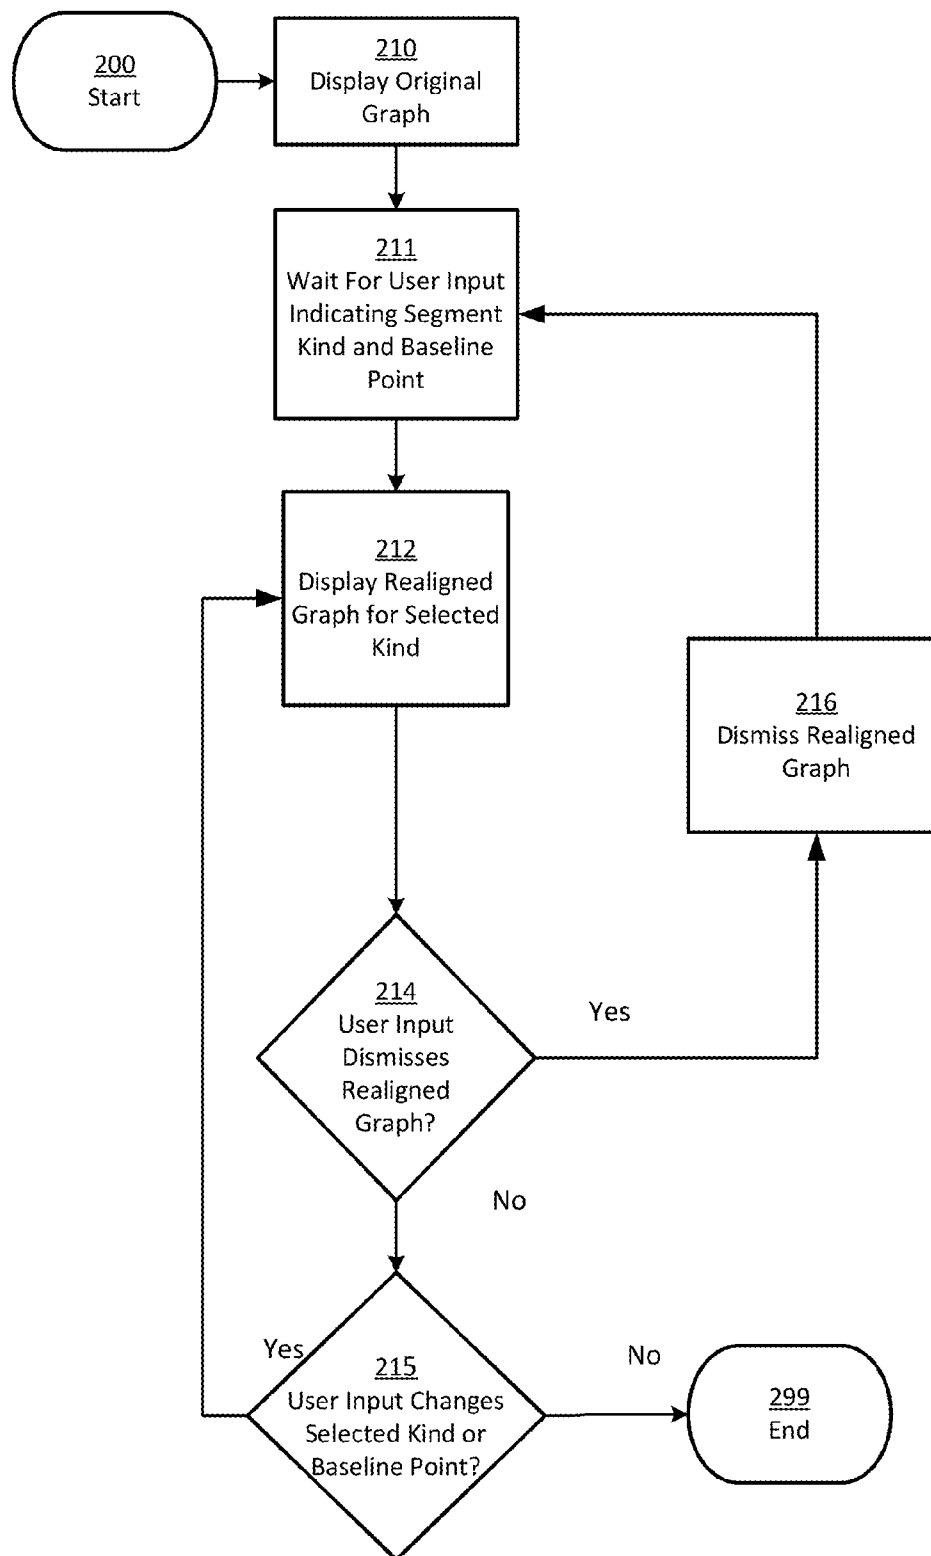 200
Start
210
Display Original
Graph
211
Wait For User Input
Indicating Segment
Kind and Baseline
Point
212
Display Realigned
Graph for Selected
Kind
216
Dismiss Realigned
Graph
214
User Input
Dismisses
Realigned
Graph?
Yes
No
215
User Input Changes
Selected Kind or
Baseline Point?
Yes
No
299
End